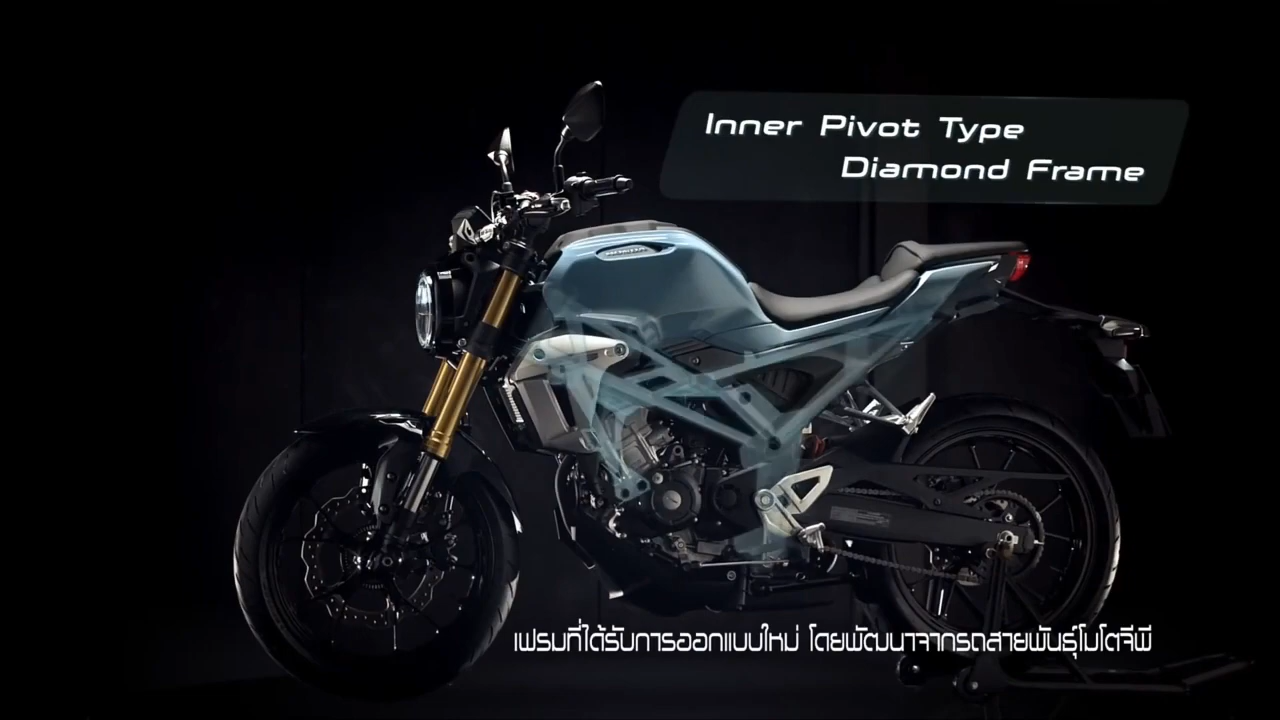 Inner Pivot Type
Diamond Frame
HONDA
เฟรมที่ได้รับการออกแบบใหม่ โดยพัฒนาจากรถสายพันธุ์โมโตจีพี